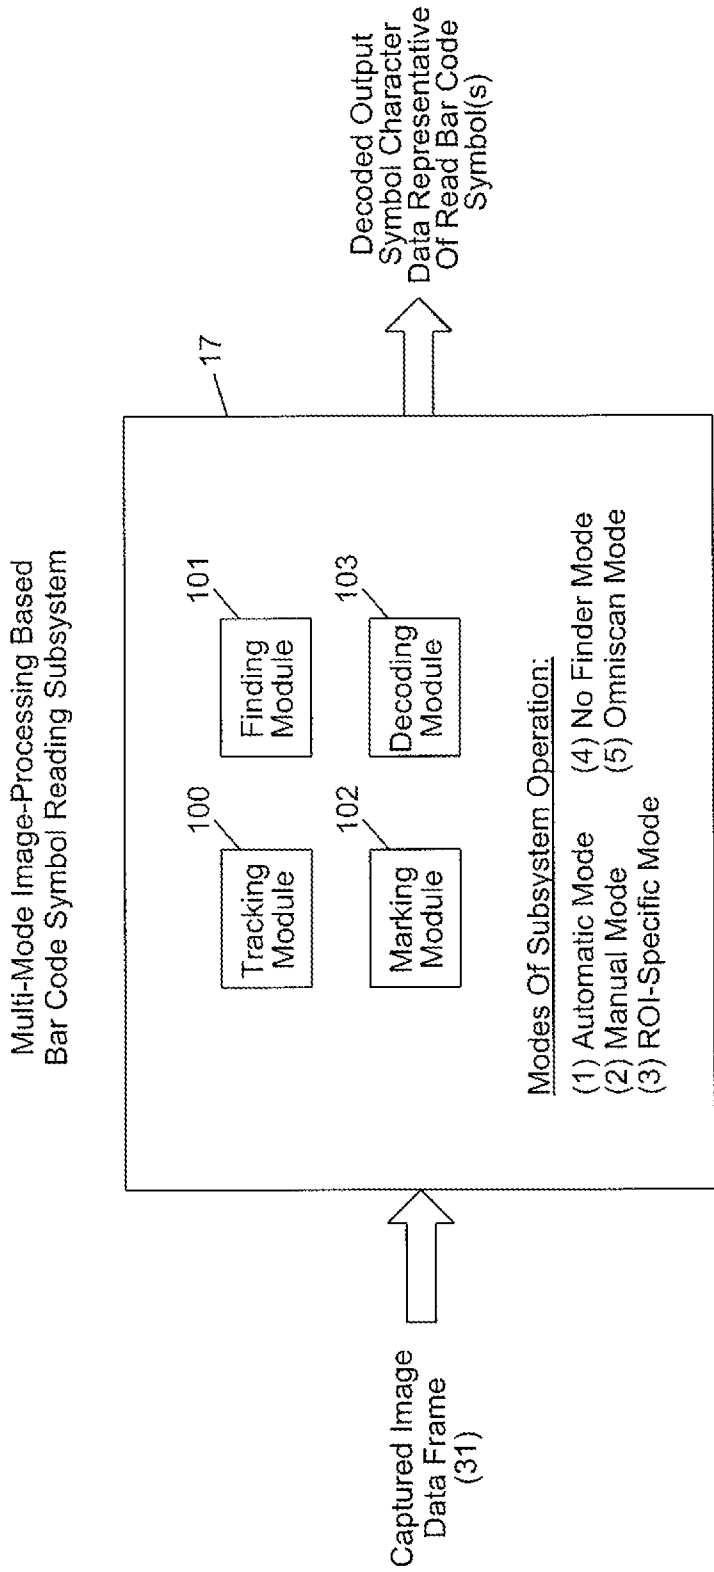 Multi-Mode Image-Processing Based
Bar Code Symbol Reading Subsystem
17
Captured Image
Data Frame
(31)
100
Tracking
Module
101
Finding
Module
102
Marking
Module
103
Decoding
Module
Modes Of Subsystem Operation:
(1) Automatic Mode
(2) Manual Mode
(3) ROI-Specific Mode
(4) No Finder Mode
(5) Omniscan Mode
Decoded Output
Symbol Character
Data Representative
Of Read Bar Code
Symbol(s)